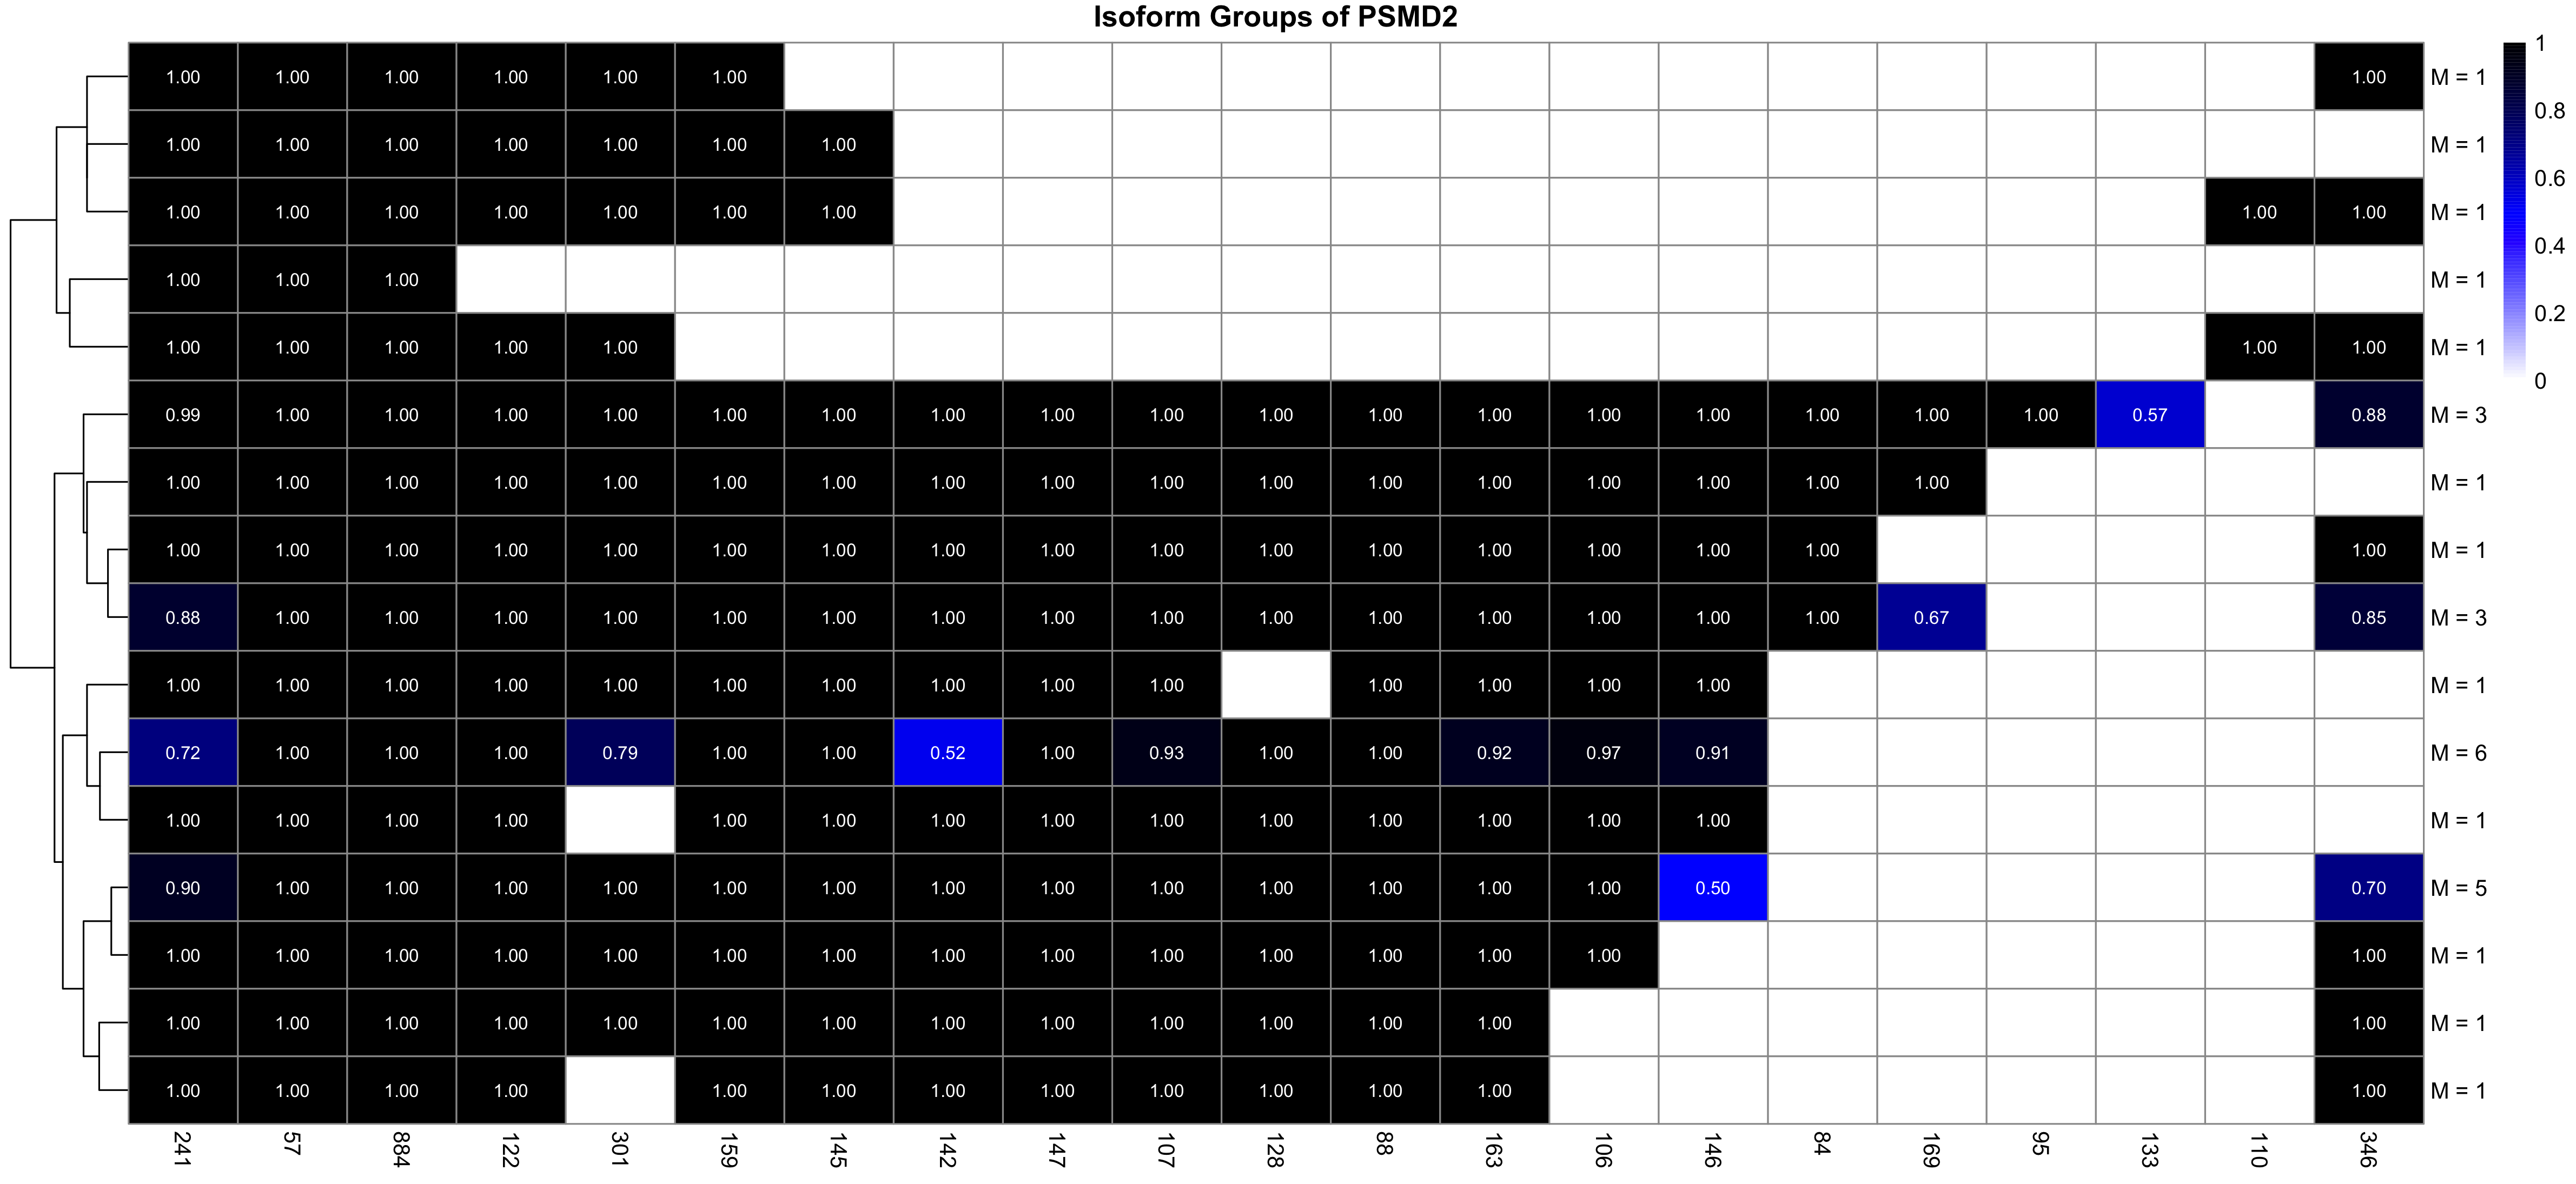 Isoform Groups of PSMD2
1.00 1.00 1.00 1.00 1.00 1.00 1.00 M = 1
1.00 1.00 1.00 1.00 1.00 1.00 1.00 M = 1
1.00 1.00 1.00 1.00 1.00 1.00 1.00 1.00 1.00 M = 1
1.00 1.00 1.00 M = 1
1.00 1.00 1.00 1.00 1.00 1.00 1.00 M = 1
0.99 1.00 1.00 1.00 1.00 1.00 1.00 1.00 1.00 1.00 1.00 1.00 1.00 1.00 1.00 1.00 1.00 1.00 0.57 0.88 M = 3
1.00 1.00 1.00 1.00 1.00 1.00 1.00 1.00 1.00 1.00 1.00 1.00 1.00 1.00 1.00 1.00 1.00 M = 1
1.00 1.00 1.00 1.00 1.00 1.00 1.00 1.00 1.00 1.00 1.00 1.00 1.00 1.00 1.00 1.00 1.00 M = 1
0.88 1.00 1.00 1.00 1.00 1.00 1.00 1.00 1.00 1.00 1.00 1.00 1.00 1.00 1.00 1.00 0.67 0.85 M = 3
1.00 1.00 1.00 1.00 1.00 1.00 1.00 1.00 1.00 1.00 1.00 1.00 1.00 1.00 M = 1
0.72 1.00 1.00 1.00 0.79 1.00 1.00 0.52 1.00 0.93 1.00 1.00 0.92 0.97 0.91 M = 6
1.00 1.00 1.00 1.00 1.00 1.00 1.00 1.00 1.00 1.00 1.00 1.00 1.00 1.00 M = 1
0.90 1.00 1.00 1.00 1.00 1.00 1.00 1.00 1.00 1.00 1.00 1.00 1.00 1.00 0.50 0.70 M = 5
1.00 1.00 1.00 1.00 1.00 1.00 1.00 1.00 1.00 1.00 1.00 1.00 1.00 1.00 1.00 M = 1
1.00 1.00 1.00 1.00 1.00 1.00 1.00 1.00 1.00 1.00 1.00 1.00 1.00 1.00 M = 1
1.00 1.00 1.00 1.00 1.00 1.00 1.00 1.00 1.00 1.00 1.00 1.00 1.00 M = 1
241 57 884 122 301 159 145 142 147 107 128 88 163 106 146 84 169 95 133 110 346
1
0.8
0.6
0.4
0.2
0